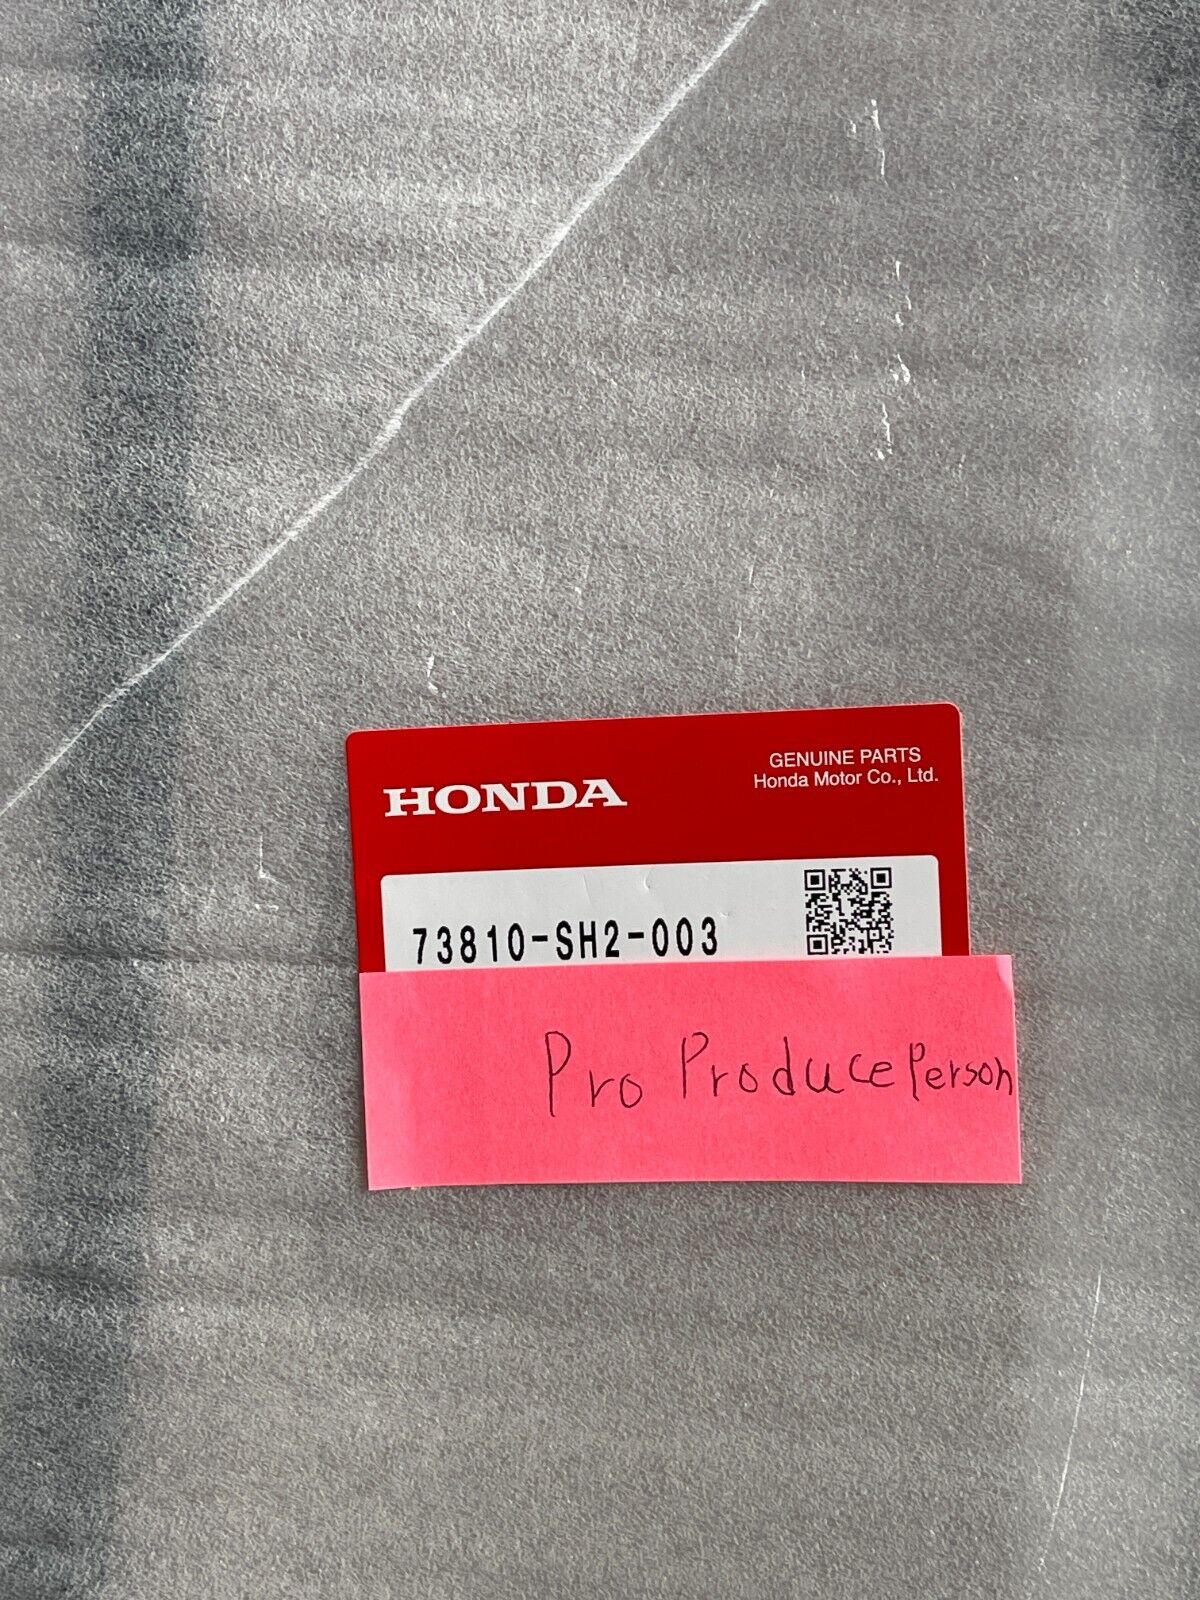 HONDA
GENUINE PARTS
Honda Motor Co., Ltd.
73810-SH2-003
Pro Produce Person